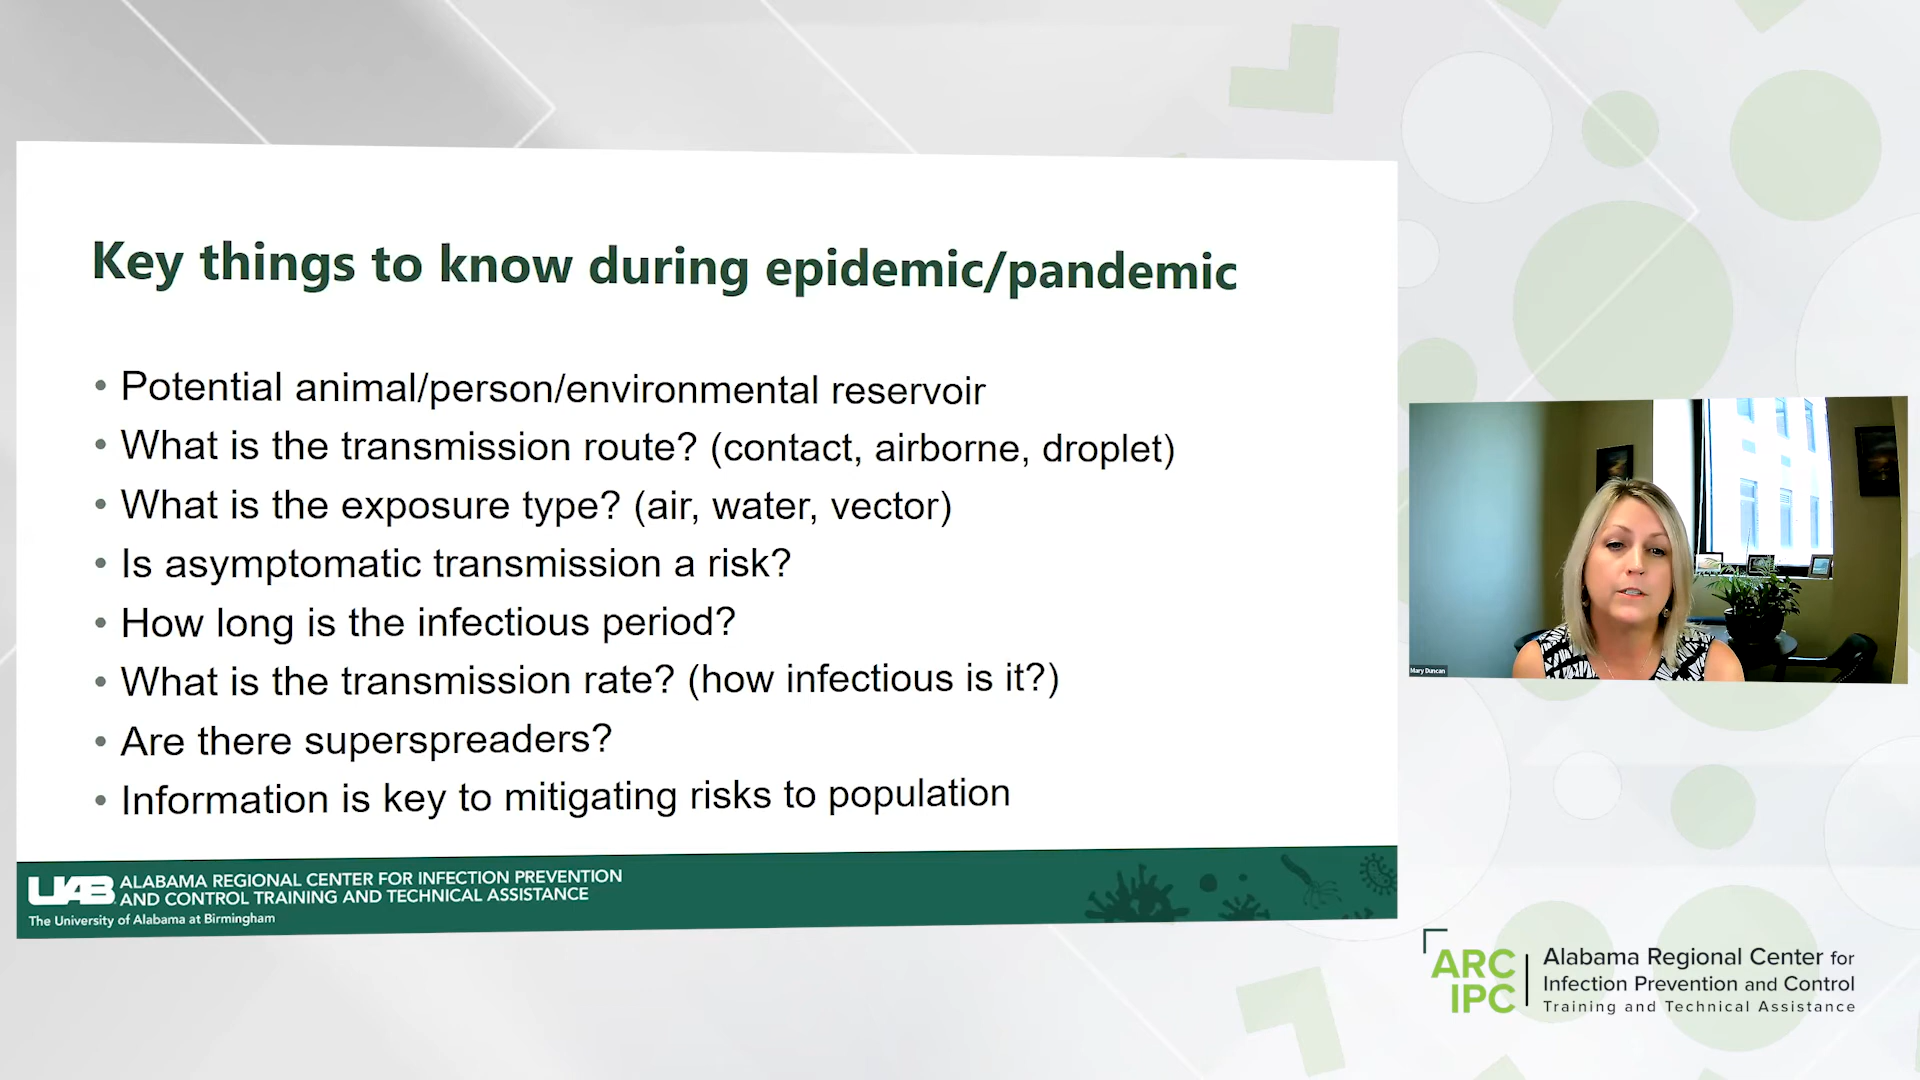 Key things to know during epidemic/pandemic
• Potential animal/person/environmental reservoir
• What is the transmission route? (contact, airborne, droplet)
• What is the exposure type? (air, water, vector)
• Is asymptomatic transmission a risk?
• How long is the infectious period?
• What is the transmission rate? (how infectious is it?)
• Are there superspreaders?
• Information is key to mitigating risks to population
UAB ALABAMA REGIONAL CENTER FOR INFECTION PREVENTION
AND CONTROL TRAINING AND TECHNICAL ASSISTANCE
The University of Alabama at Birmingham
Mary Duncan
ARC
IPC
Alabama Regional Center for
Infection Prevention and Control
Training and Technical Assistance